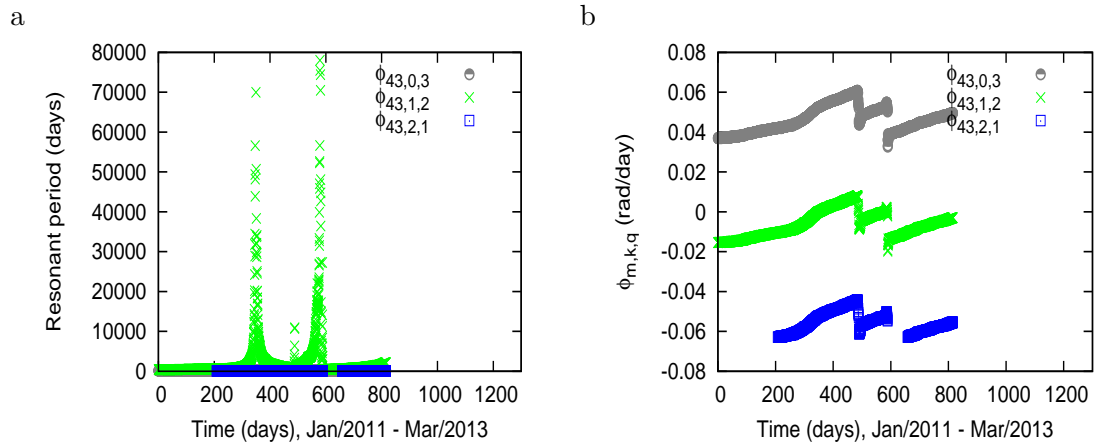 a
80000
70000
60000
50000
40000
30000
20000
10000
0
0 200 400 600 800 1000 1200
Resonant period (days)
Time (days), Jan/2011 - Mar/2013
ϕ43,0,3
ϕ43,1,2
ϕ43,2,1
b
0.08
0.06
0.04
0.02
0
-0.02
-0.04
-0.06
-0.08
0 200 400 600 800 1000 1200
ϕm,k,q (rad/day)
Time (days), Jan/2011 - Mar/2013
ϕ43,0,3
ϕ43,1,2
ϕ43,2,1